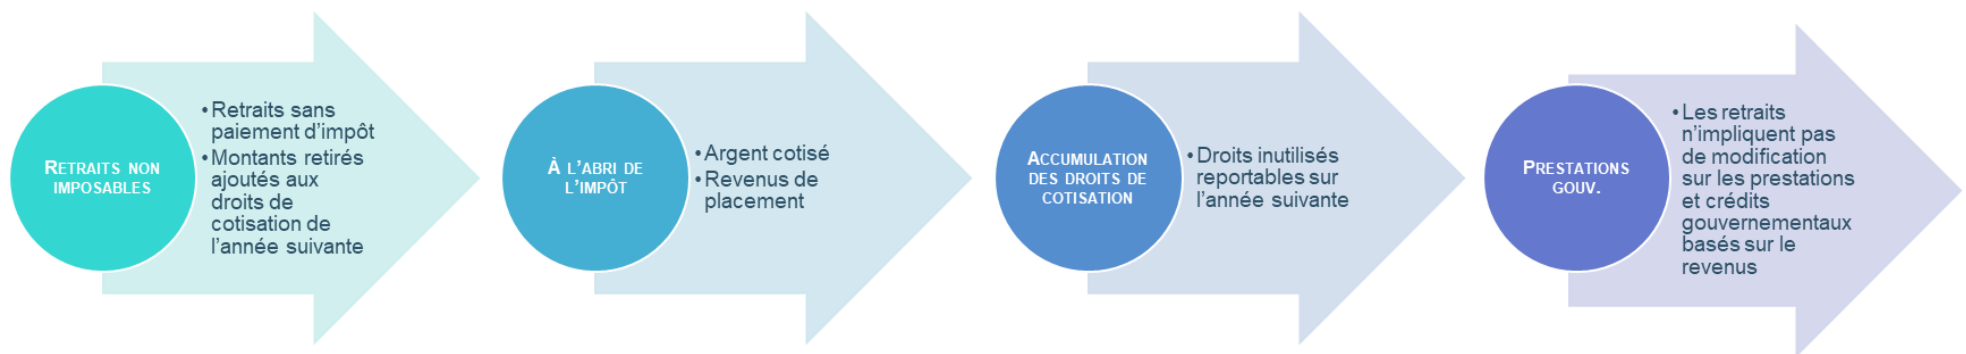 RETRAITS NON
IMPOSABLES
•Retraits sans
paiement d'impôt
•Montants retirés
ajoutés aux
droits de
cotisation de
l'année suivante
À L'ABRI DE
L'IMPÔT
•Argent cotisé
•Revenus de
placement
ACCUMULATION
DES DROITS DE
COTISATION
•Droits inutilisés
reportables sur
l'année suivante
PRESTATIONS
GOUV.
•Les retraits
n'impliquent pas
de modification
sur les prestations
et crédits
gouvernementaux
basés sur le
revenus